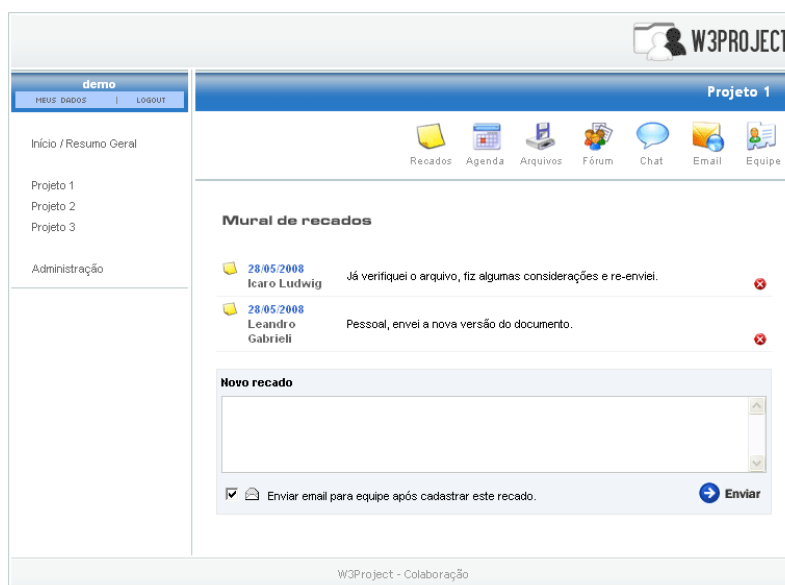 W3PROJECT
demo
MEUS DADOS | LOGOUT
Projeto 1
Início / Resumo Geral
Projeto 1
Projeto 2
Projeto 3
Administração
Recados Agenda Arquivos Fórum Chat Email Equipe
Mural de recados
28/05/2008
Icaro Ludwig
Já verifiquei o arquivo, fiz algumas considerações e re-enviei.
28/05/2008
Leandro
Gabrieli
Pessoal, envei a nova versão do documento.
Novo recado
Enviar email para equipe após cadastrar este recado.
Enviar
W3Project - Colaboração